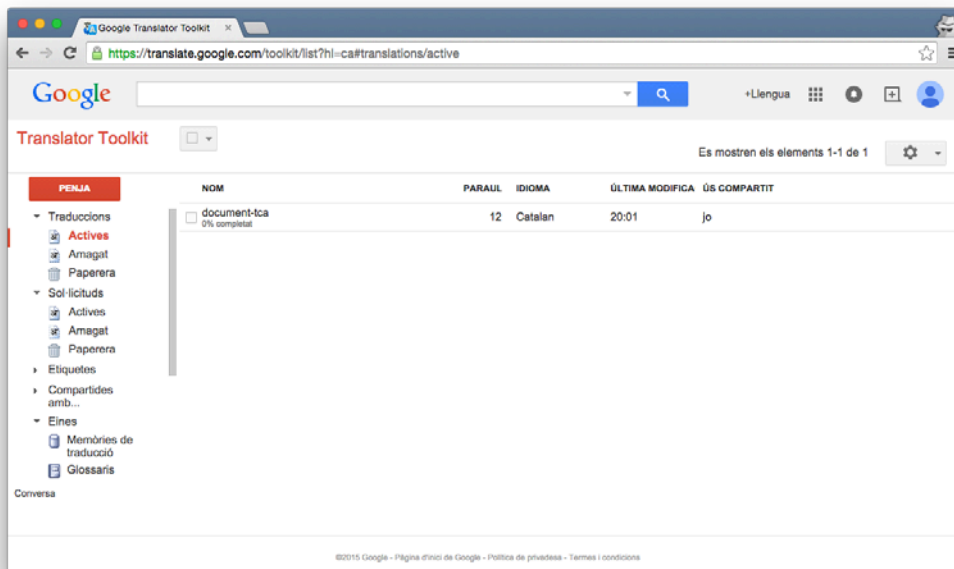 Google Translator Toolkit
https://translate.google.com/toolkit/list?hl=ca#translations/active
Google
+Llengua
Translator Toolkit
Es mostren els elements 1-1 de 1
PENJA
NOM PARAUL IDIOMA ÚLTIMA MODIFICA ÚS COMPARTIT
document-tca 12 Catalan 20:01 jo
0% completat
Traduccions
Actives
Amagat
Paperera
Sol·licituds
Actives
Amagat
Paperera
Etiquetes
Compartides
amb...
Eines
Memòries de
traducció
Glossaris
Conversa
©2015 Google - Pàgina d'inici de Google - Política de privadesa - Termes i condicions